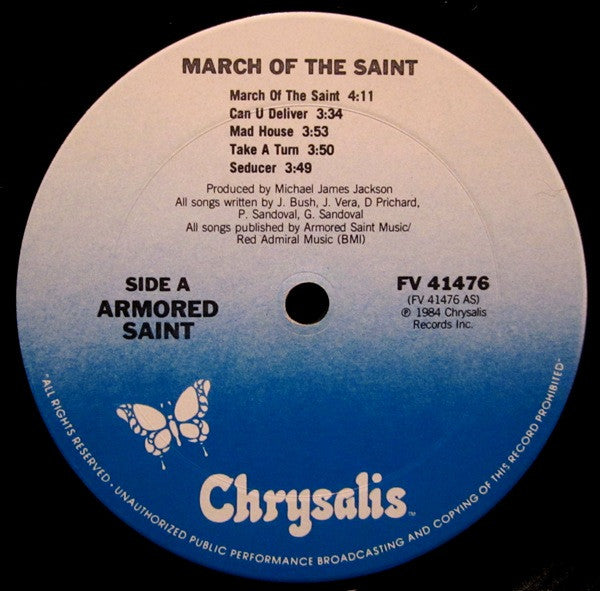 MARCH OF THE SAINT
March Of The Saint 4:11
Can U Deliver 3:34
Mad House 3:53
Take A Turn 3:50
Seducer 3:49
Produced by Michael James Jackson
All songs written by J. Bush, J. Vera, D Prichard,
P. Sandoval, G. Sandoval
All songs published by Armored Saint Music/
Red Admiral Music (BMI)
SIDE A
ARMORED
SAINT
FV 41476
(FV 41476 AS)
℗ 1984 Chrysalis
Records Inc.
Chrysalis™
"ALL RIGHTS RESERVED · UNAUTHORIZED PUBLIC PERFORMANCE BROADCASTING AND COPYING OF THIS RECORD PROHIBITED"